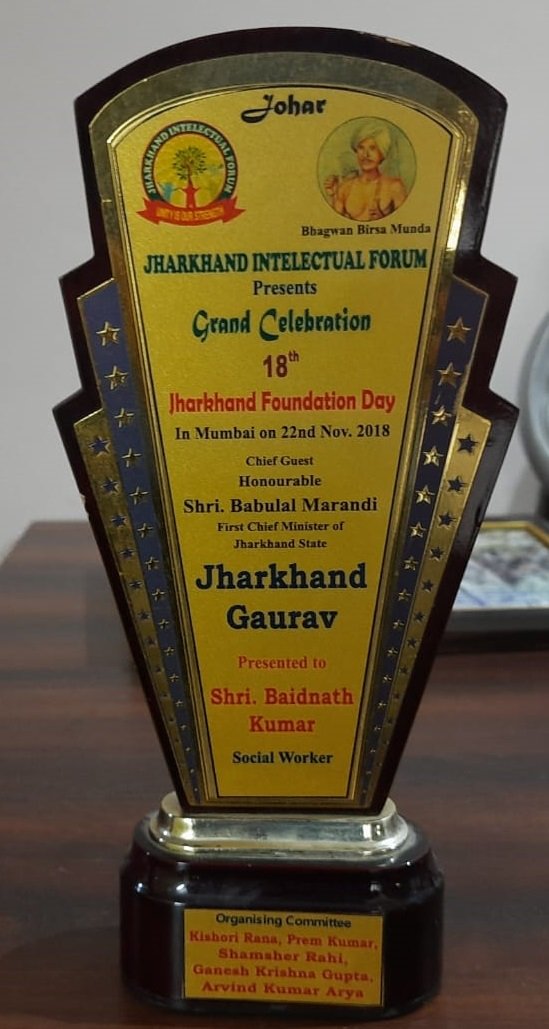 Johar
JHARKHAND INTELECTUAL FORUM
UNITY IS OUR STRENGTH
Bhagwan Birsa Munda
JHARKHAND INTELECTUAL FORUM
Presents
Grand Celebration
18th
Jharkhand Foundation Day
In Mumbai on 22nd Nov. 2018
Chief Guest
Honourable
Shri. Babulal Marandi
First Chief Minister of
Jharkhand State
Jharkhand
Gaurav
Presented to
Shri. Baidnath
Kumar
Social Worker
Organising Committee
Kishori Rana, Prem Kumar,
Shamsher Rahi,
Ganesh Krishna Gupta,
Arvind Kumar Arya